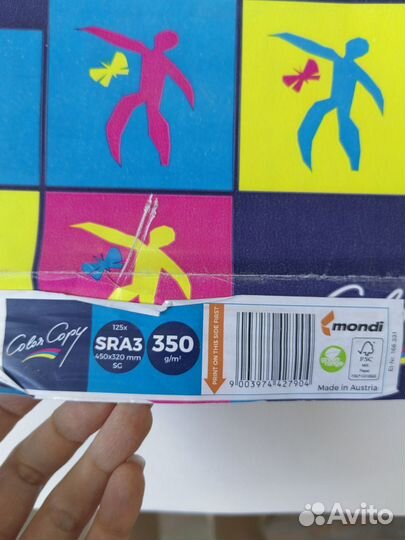 Color Copy
125x
SRA3
450x320 mm
SG
350
g/m²
PRINT ON THIS SIDE FIRST
9 003974 427904
mondi
FSC
Made in Austria
Avito